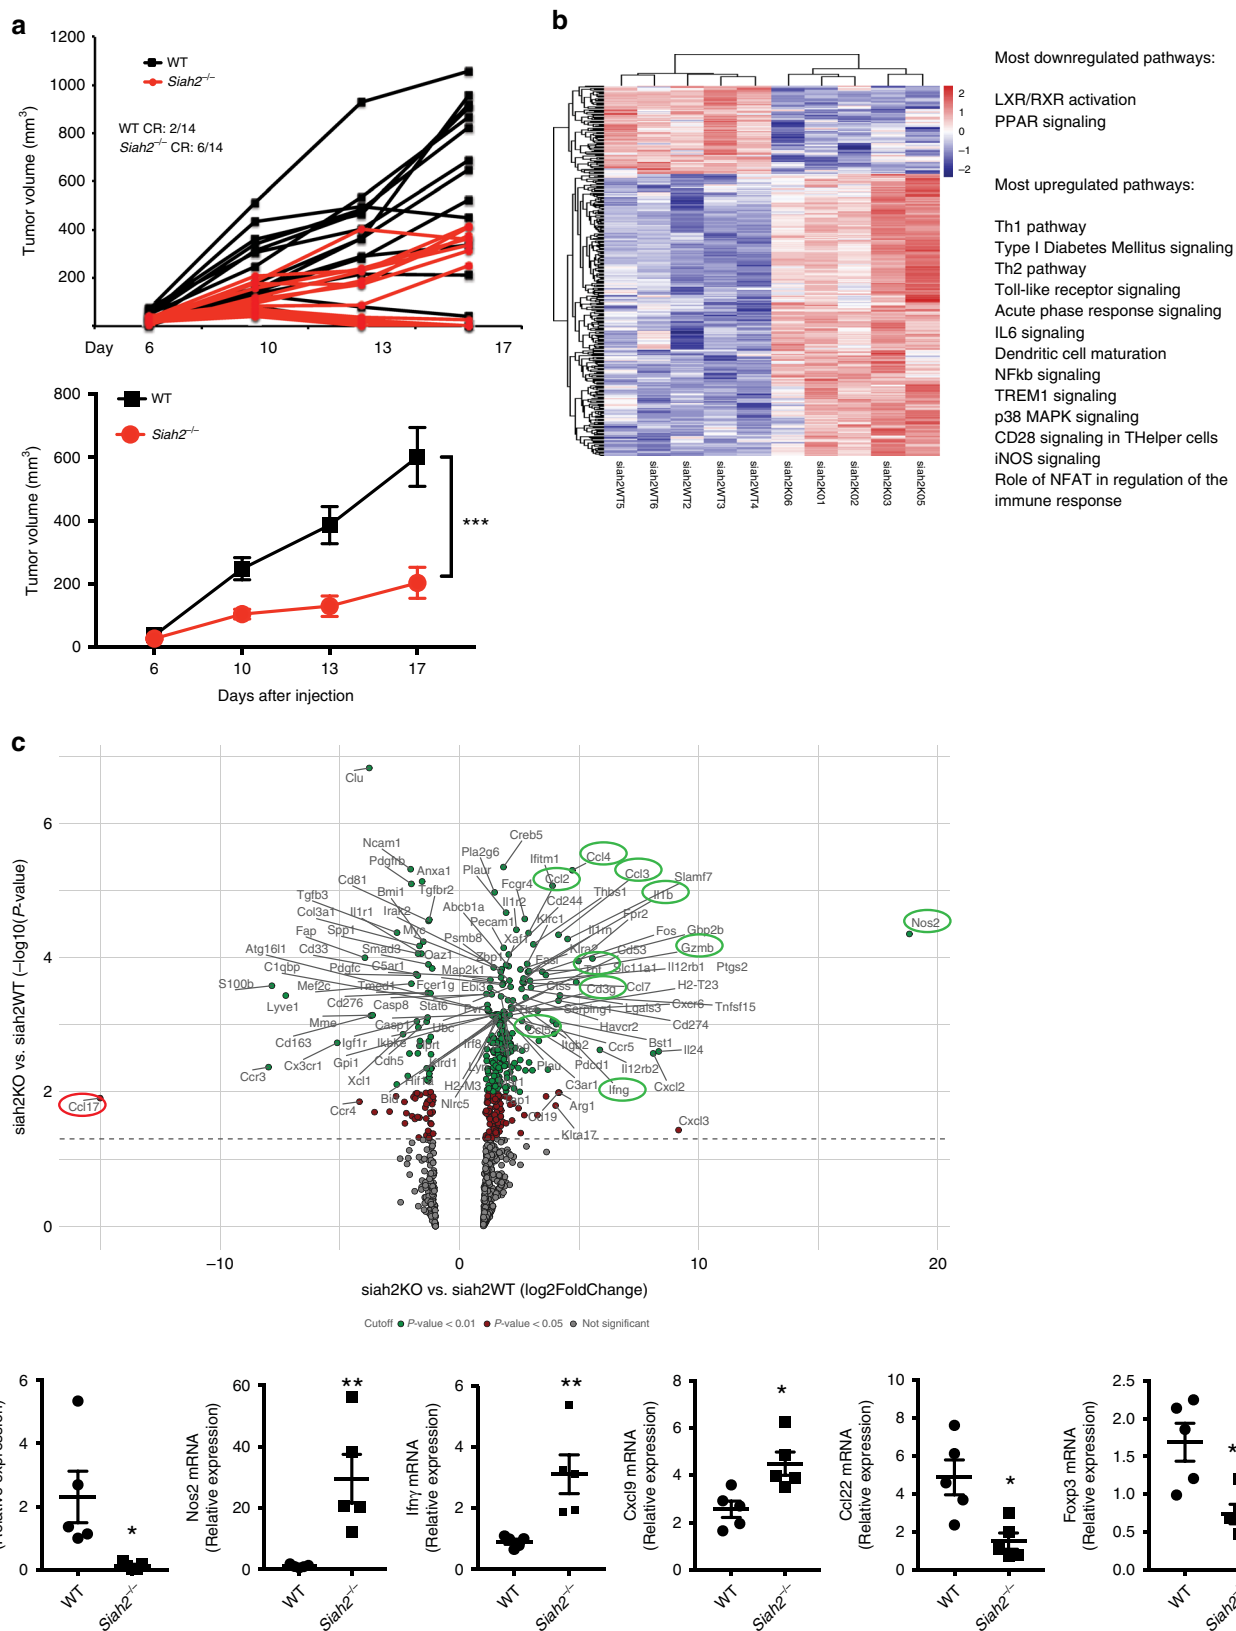 a
1200
1000
800
600
400
200
Tumor volume (mm3)
WT
Siah2–/–
WT CR: 2/14
Siah2–/– CR: 6/14
Day
6
10
13
17
800
600
400
200
0
Tumor volume (mm3)
WT
Siah2–/–
***
6
10
13
17
Days after injection
b
2
1
0
–1
–2
siah2WT5
siah2WT6
siah2WT2
siah2WT3
siah2WT4
siah2K06
siah2K01
siah2K02
siah2K03
siah2K05
Most downregulated pathways:
LXR/RXR activation
PPAR signaling
Most upregulated pathways:
Th1 pathway
Type I Diabetes Mellitus signaling
Th2 pathway
Toll-like receptor signaling
Acute phase response signaling
IL6 signaling
Dendritic cell maturation
NFkb signaling
TREM1 signaling
p38 MAPK signaling
CD28 signaling in THelper cells
iNOS signaling
Role of NFAT in regulation of the
immune response
c
siah2KO vs. siah2WT (–log10(P-value)
6
4
2
0
Clu
Creb5
Ncam1
Pla2g6
Ifitm1
Ccl4
Pdgfrb
Anxa1
Plaur
Ccl2
Ccl3
Slamf7
Cd81
Fcgr4
Tgfb3
Bmi1
Tgfbr2
Thbs1
Il1b
Abcb1a
Il1r2
Cd244
Col3a1
Il1r1
Irak2
Pecam1
Klrc1
Fpr2
Nos2
Fap
Spp1
Myc
Psmb8
Xaf1
Il1rn
Fos
Gbp2b
Atg16l1
Cd33
Smad3
Oaz1
Zbp1
Fasl
Klra2
Cd53
Gzmb
C1qbp
Pdgfc
C5ar1
Map2k1
Tnf
Slc11a1
Il12rb1
Ptgs2
S100b
Mef2c
Tmed1
Fcer1g
Ebi3
Ctss
Cd3g
Ccl7
H2-T23
Lyve1
Cd276
Casp8
Stat6
Pvr
Serping1
Lgals3
Cxcr6
Tnfsf15
Mme
Casp1
Ubc
Ccl5
Havcr2
Cd274
Cd163
Igf1r
Ikbke
Irf8
Itgb2
Ccr5
Bst1
Il24
Ccr3
Cx3cr1
Gpi1
Cdh5
Klrd1
Plau
Pdcd1
Il12rb2
Xcl1
H2-M3
C3ar1
Ifng
Cxcl2
Ccl17
Ccr4
Bid
Nlrc5
Cd19
Arg1
Klra17
Cxcl3
–10
0
10
20
siah2KO vs. siah2WT (log2FoldChange)
Cutoff P-value < 0.01 P-value < 0.05 Not significant
6
4
2
0
*
WT
Siah2–/–
Nos2 mRNA
(Relative expression)
60
40
20
0
**
WT
Siah2–/–
Ifnγ mRNA
(Relative expression)
6
4
2
0
**
WT
Siah2–/–
Cxcl9 mRNA
(Relative expression)
8
6
4
2
0
*
WT
Siah2–/–
Ccl22 mRNA
(Relative expression)
10
8
6
4
2
0
*
WT
Siah2–/–
Foxp3 mRNA
(Relative expression)
2.5
2.0
1.5
1.0
0.5
0.0
WT